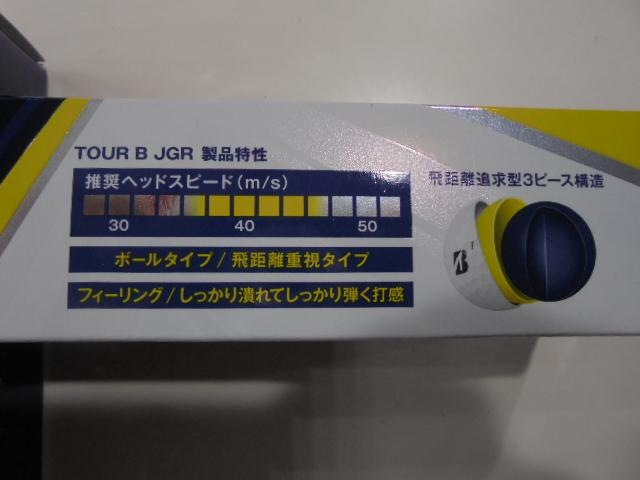 TOUR B JGR 製品特性
推奨ヘッドスピード(m/s)
30 40 50
ボールタイプ/飛距離重視タイプ
フィーリング/しっかり潰れてしっかり弾く打感
飛距離追求型3ピース構造
B